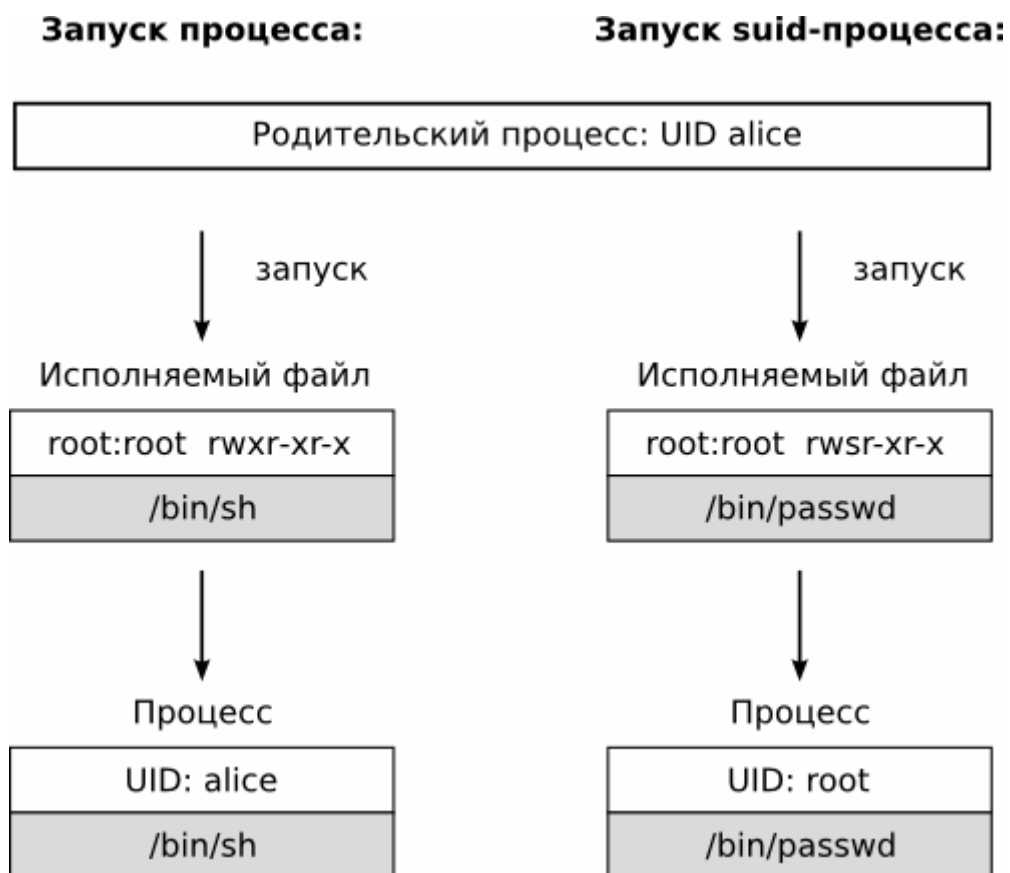 Запуск процесса:
Запуск suid-процесса:
Родительский процесс: UID alice
запуск
запуск
Исполняемый файл
Исполняемый файл
root:root rwxr-xr-x
root:root rwsr-xr-x
/bin/sh
/bin/passwd
Процесс
Процесс
UID: alice
UID: root
/bin/sh
/bin/passwd